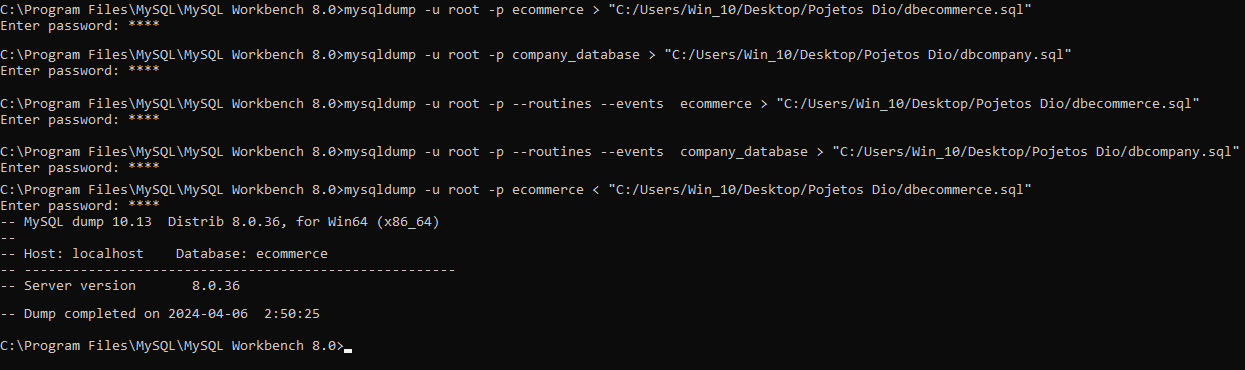 C:\Program Files\MySQL\MySQL Workbench 8.0>mysqldump -u root -p ecommerce > "C:/Users/Win_10/Desktop/Pojetos Dio/dbecommerce.sql"
Enter password: ****
C:\Program Files\MySQL\MySQL Workbench 8.0>mysqldump -u root -p company_database > "C:/Users/Win_10/Desktop/Pojetos Dio/dbcompany.sql"
Enter password: ****
C:\Program Files\MySQL\MySQL Workbench 8.0>mysqldump -u root -p --routines --events  ecommerce > "C:/Users/Win_10/Desktop/Pojetos Dio/dbecommerce.sql"
Enter password: ****
C:\Program Files\MySQL\MySQL Workbench 8.0>mysqldump -u root -p --routines --events  company_database > "C:/Users/Win_10/Desktop/Pojetos Dio/dbcompany.sql"
Enter password: ****
C:\Program Files\MySQL\MySQL Workbench 8.0>mysqldump -u root -p ecommerce < "C:/Users/Win_10/Desktop/Pojetos Dio/dbecommerce.sql"
Enter password: ****
-- MySQL dump 10.13  Distrib 8.0.36, for Win64 (x86_64)
--
-- Host: localhost    Database: ecommerce
-- ------------------------------------------------------
-- Server version       8.0.36
-- Dump completed on 2024-04-06  2:50:25
C:\Program Files\MySQL\MySQL Workbench 8.0>